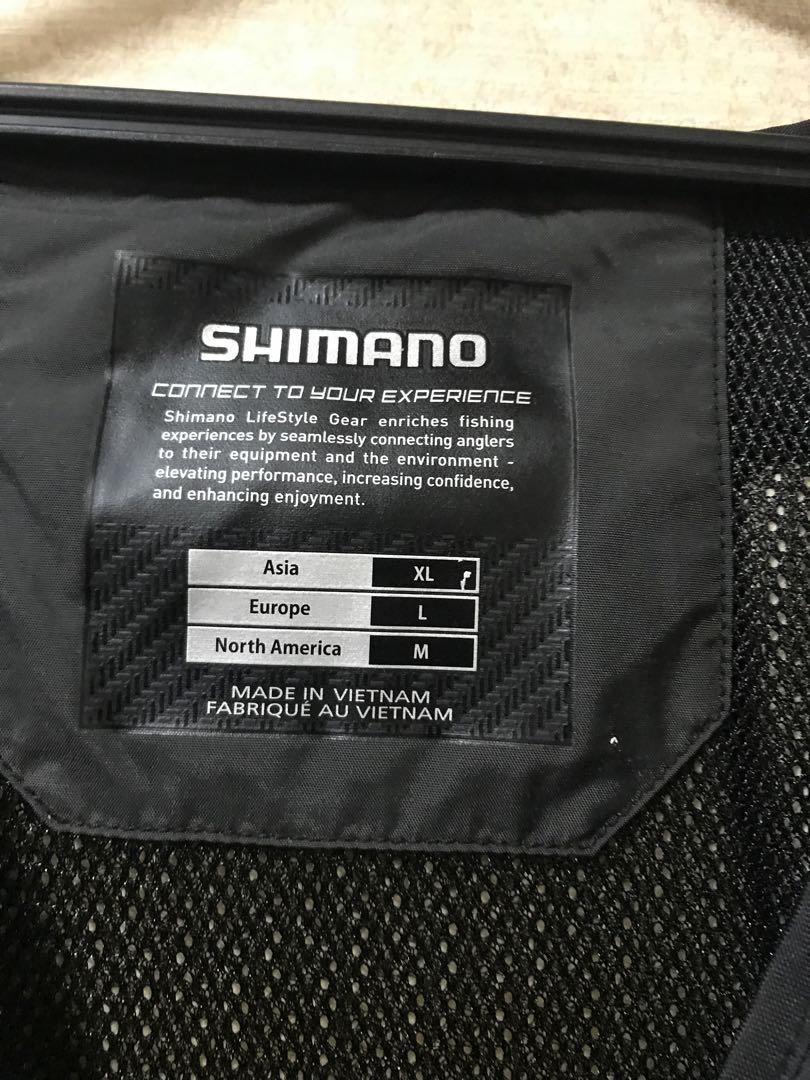 SHIMANO
CONNECT TO YOUR EXPERIENCE
Shimano LifeStyle Gear enriches fishing
experiences by seamlessly connecting anglers
to their equipment and the environment -
elevating performance, increasing confidence,
and enhancing enjoyment.
Asia XL
Europe L
North America M
MADE IN VIETNAM
FABRIQUÉ AU VIETNAM